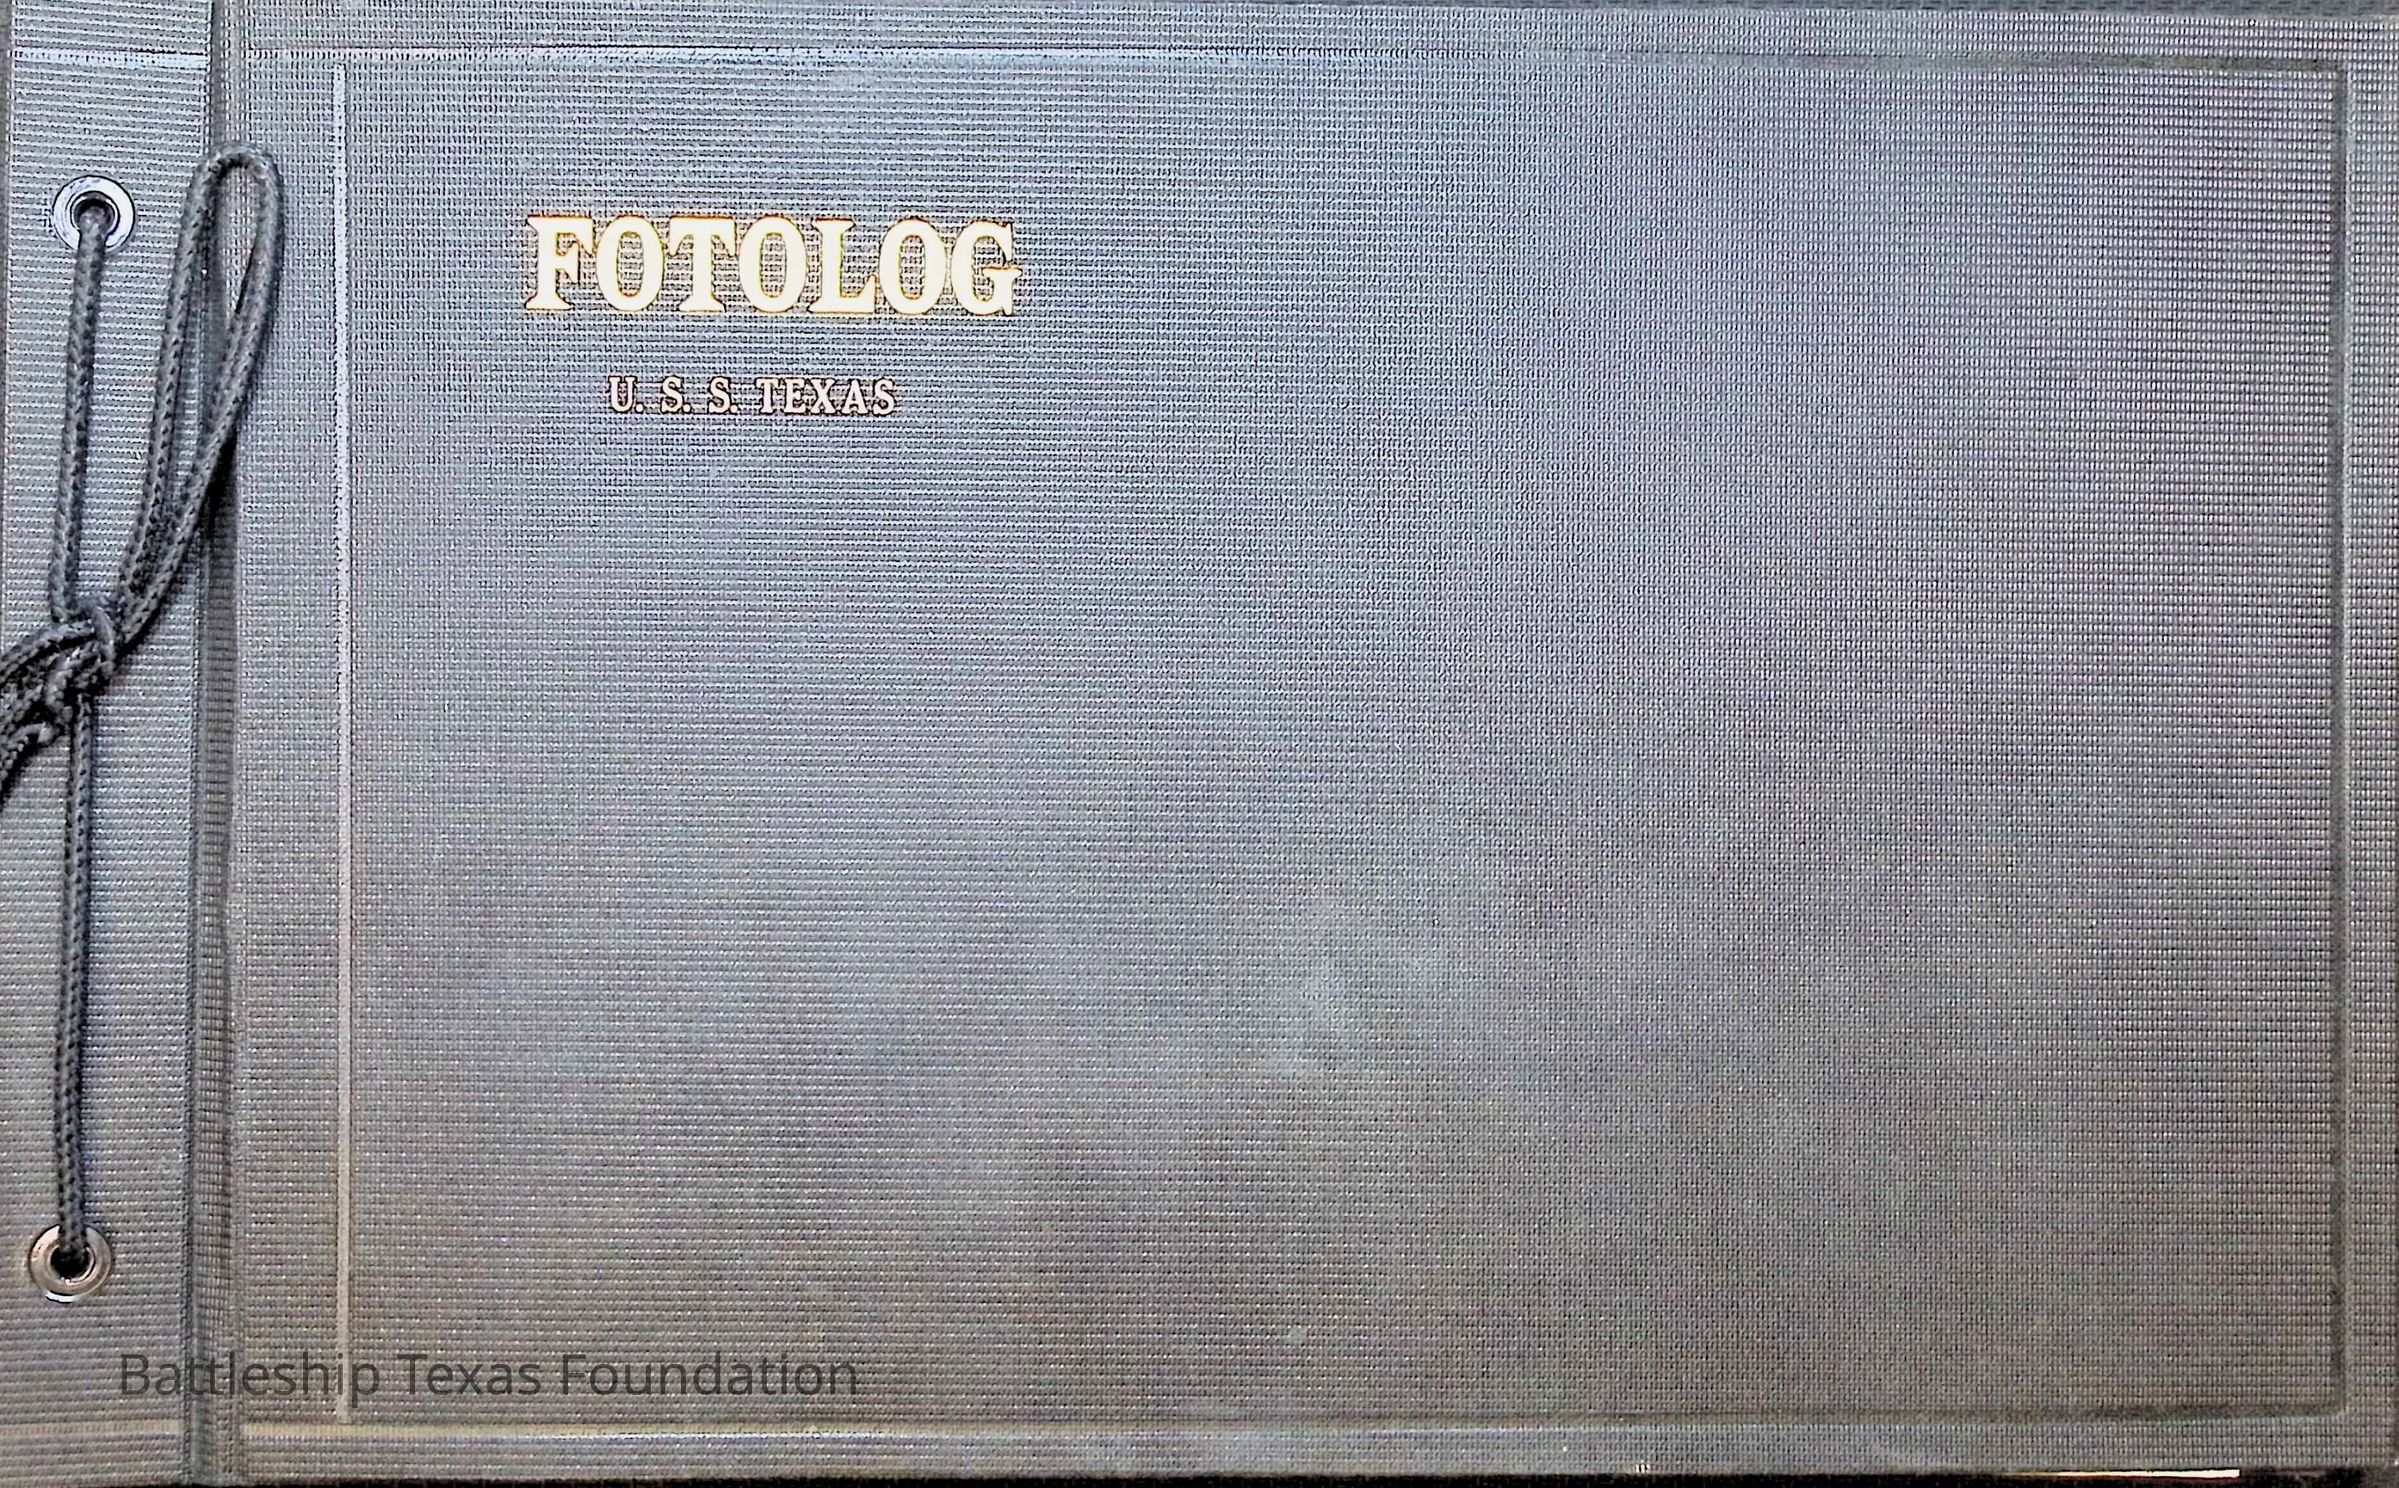 FOTOLOG
U. S. S. TEXAS
Battleship Texas Foundation